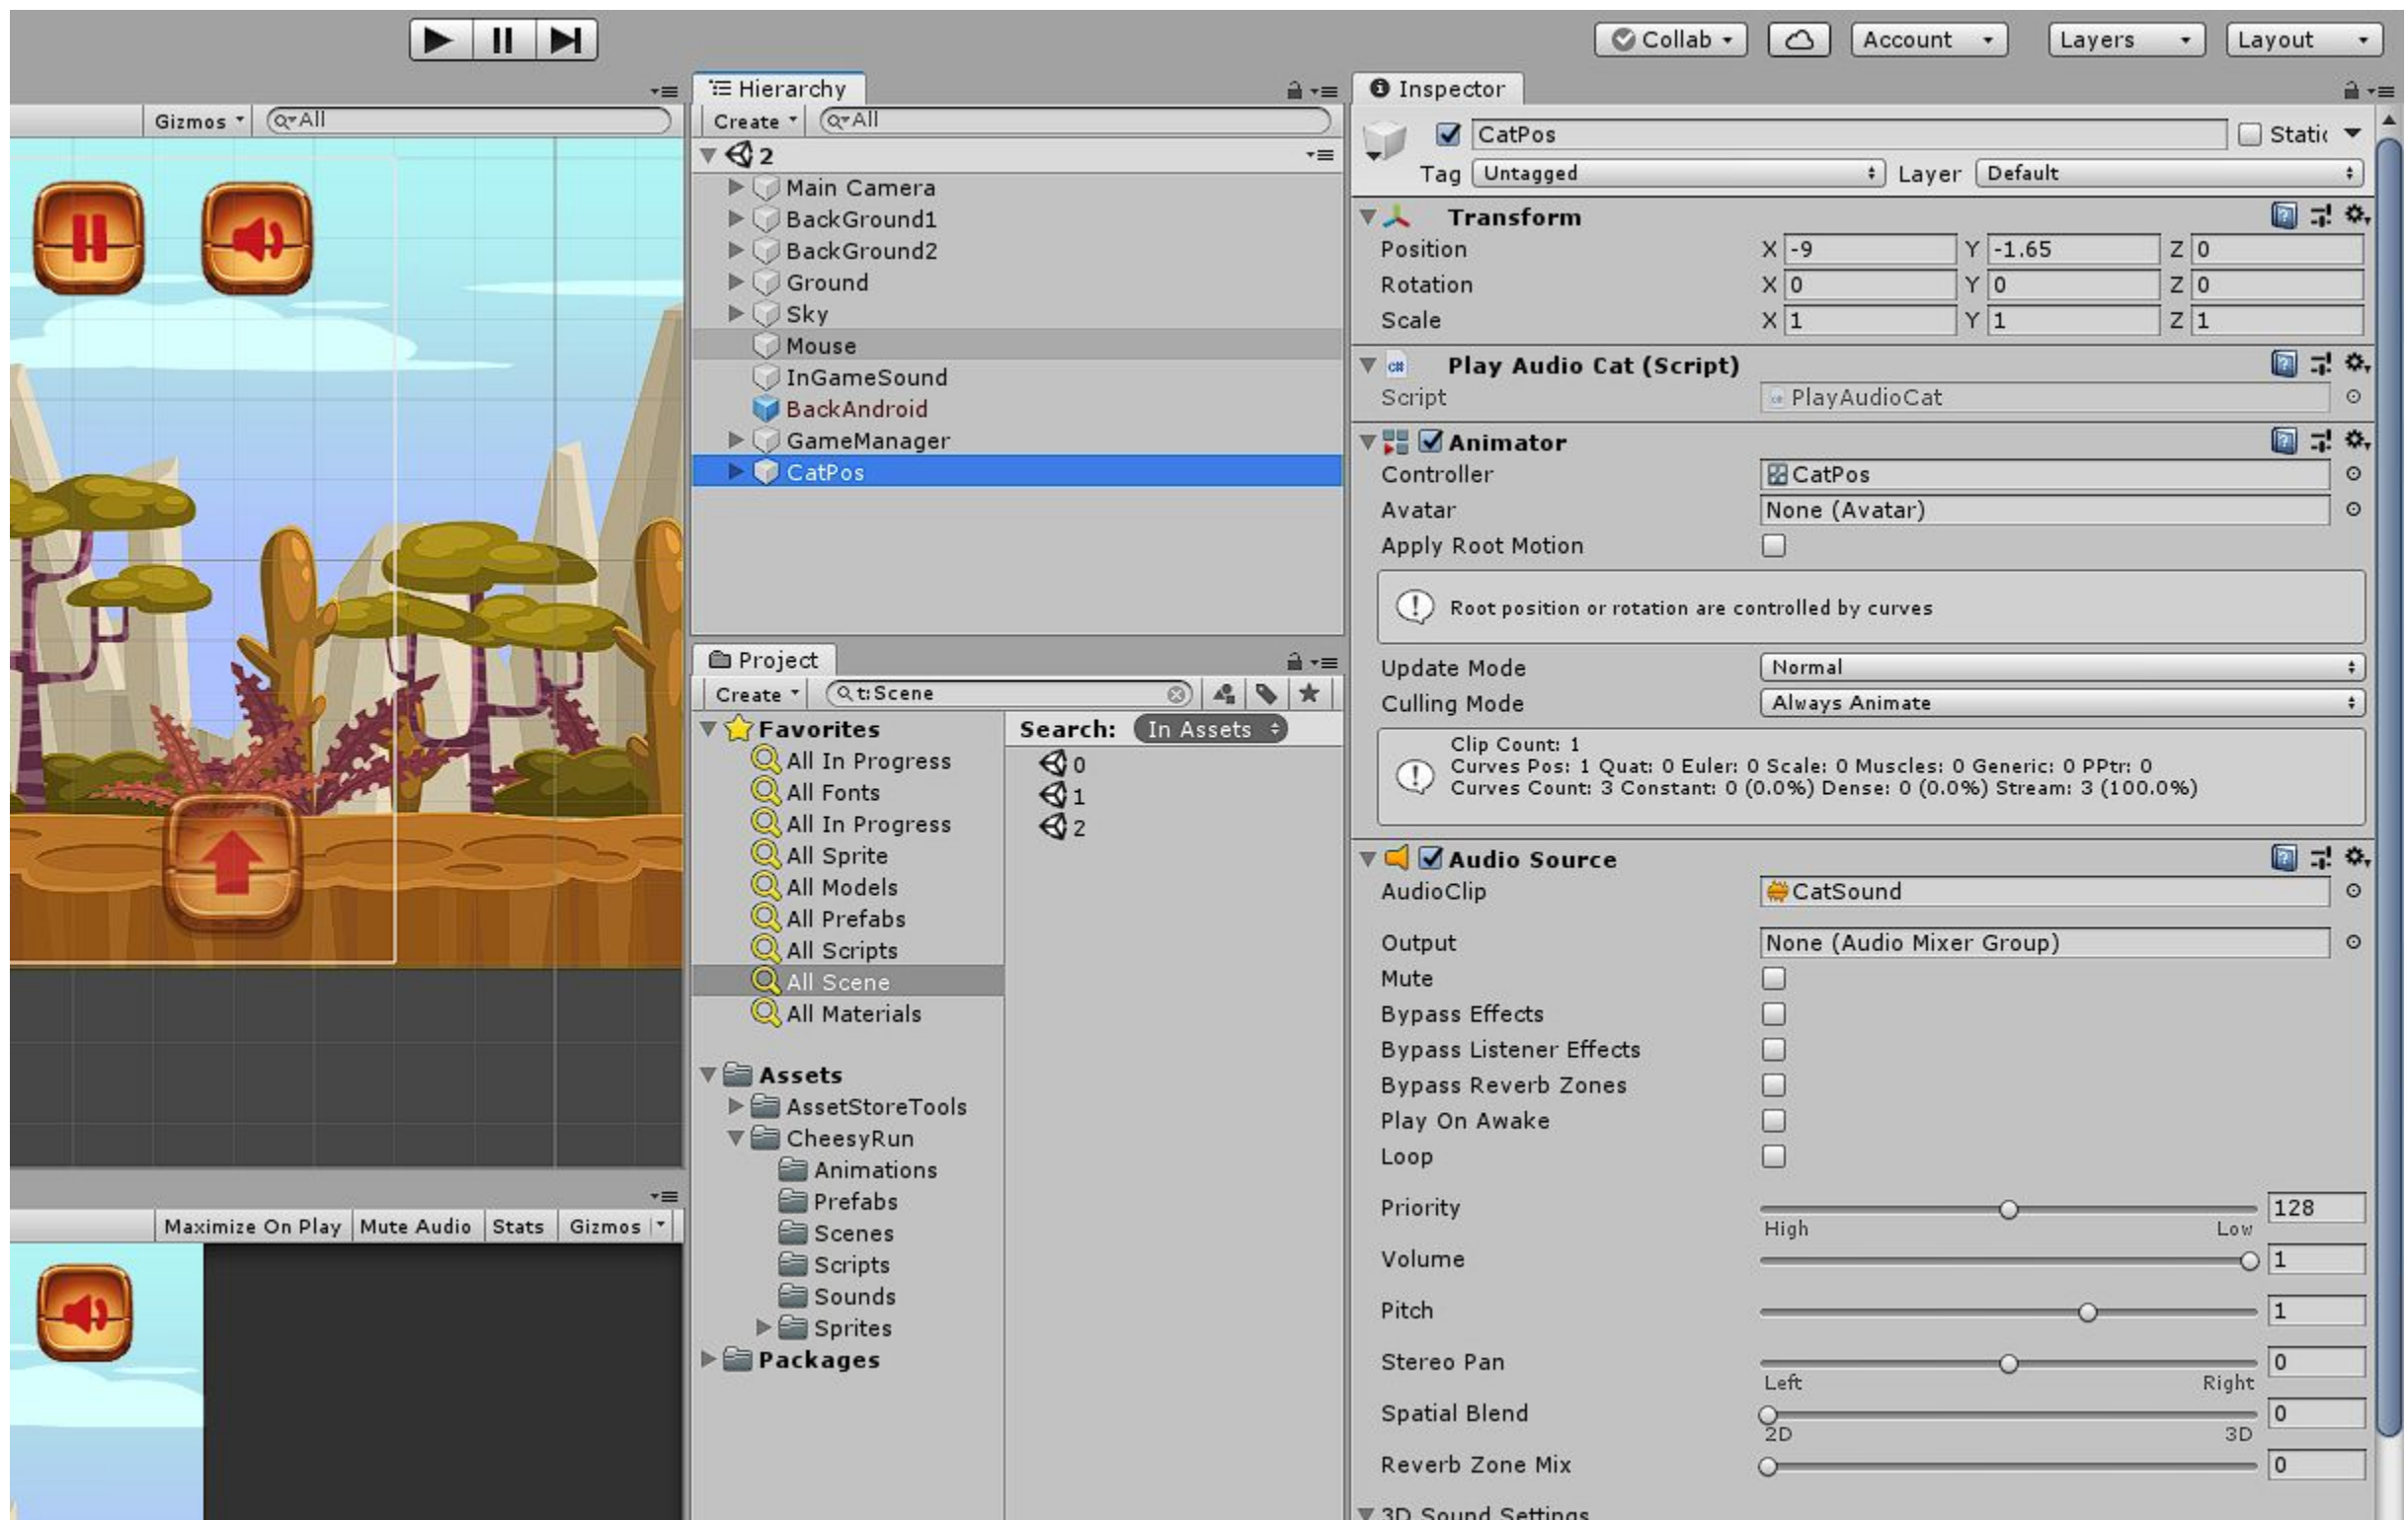 Collab
Account
Layers
Layout
Gizmos
All
Hierarchy
Create
All
2
Main Camera
BackGround1
BackGround2
Ground
Sky
Mouse
InGameSound
BackAndroid
GameManager
CatPos
Project
Create
t:Scene
Favorites
All In Progress
All Fonts
All In Progress
All Sprite
All Models
All Prefabs
All Scripts
All Scene
All Materials
Assets
AssetStoreTools
CheesyRun
Animations
Prefabs
Scenes
Scripts
Sounds
Sprites
Packages
Search: In Assets
0
1
2
Maximize On Play Mute Audio Stats Gizmos
Inspector
CatPos Static
Tag Untagged Layer Default
Transform
Position X -9 Y -1.65 Z 0
Rotation X 0 Y 0 Z 0
Scale X 1 Y 1 Z 1
Play Audio Cat (Script)
Script PlayAudioCat
Animator
Controller CatPos
Avatar None (Avatar)
Apply Root Motion
Root position or rotation are controlled by curves
Update Mode Normal
Culling Mode Always Animate
Clip Count: 1
Curves Pos: 1 Quat: 0 Euler: 0 Scale: 0 Muscles: 0 Generic: 0 PPtr: 0
Curves Count: 3 Constant: 0 (0.0%) Dense: 0 (0.0%) Stream: 3 (100.0%)
Audio Source
AudioClip CatSound
Output None (Audio Mixer Group)
Mute
Bypass Effects
Bypass Listener Effects
Bypass Reverb Zones
Play On Awake
Loop
Priority 128
High Low
Volume 1
Pitch 1
Stereo Pan 0
Left Right
Spatial Blend 0
2D 3D
Reverb Zone Mix 0
3D Sound Settings